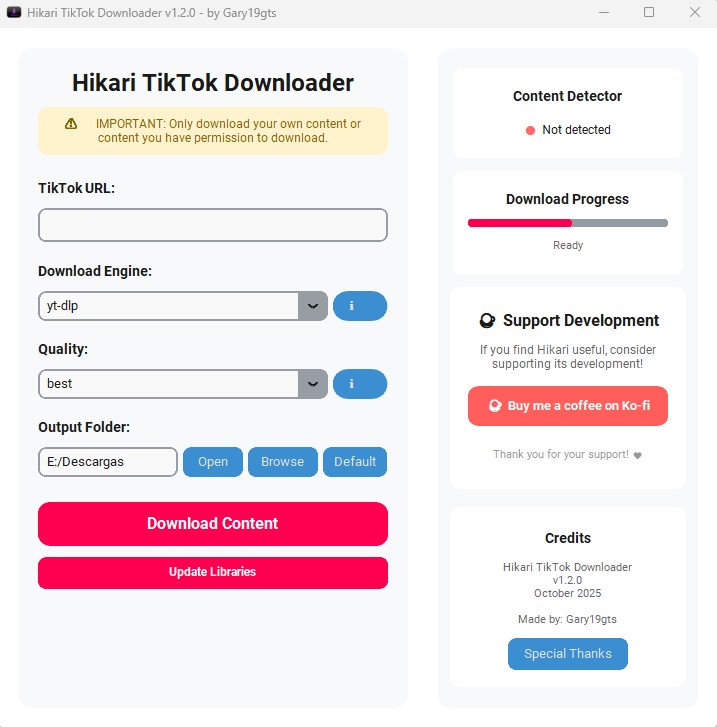 Hikari TikTok Downloader v1.2.0 - by Gary19gts
Hikari TikTok Downloader
IMPORTANT: Only download your own content or
content you have permission to download.
TikTok URL:
Download Engine:
yt-dlp
i
Quality:
best
i
Output Folder:
E:/Descargas
Open
Browse
Default
Download Content
Update Libraries
Content Detector
Not detected
Download Progress
Ready
Support Development
If you find Hikari useful, consider
supporting its development!
Buy me a coffee on Ko-fi
Thank you for your support!
Credits
Hikari TikTok Downloader
v1.2.0
October 2025
Made by: Gary19gts
Special Thanks